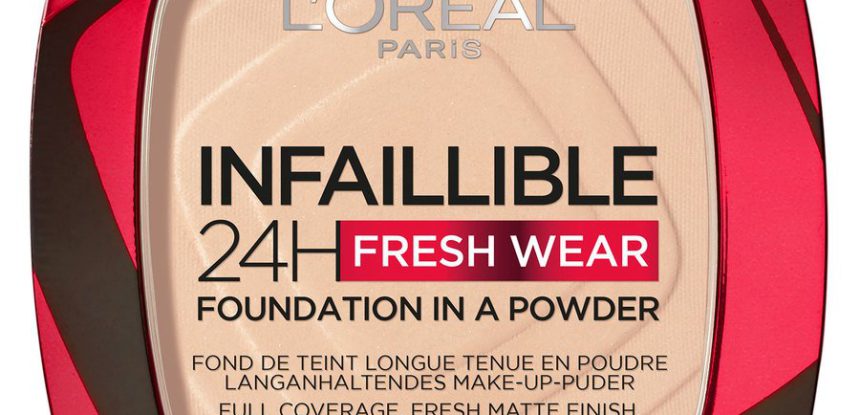 L'ORÉAL
PARIS
INFAILLIBLE
24H FRESH WEAR
FOUNDATION IN A POWDER
FOND DE TEINT LONGUE TENUE EN POUDRE
LANGANHALTENDES MAKE-UP-PUDER
FULL COVERAGE, FRESH MATTE FINISH